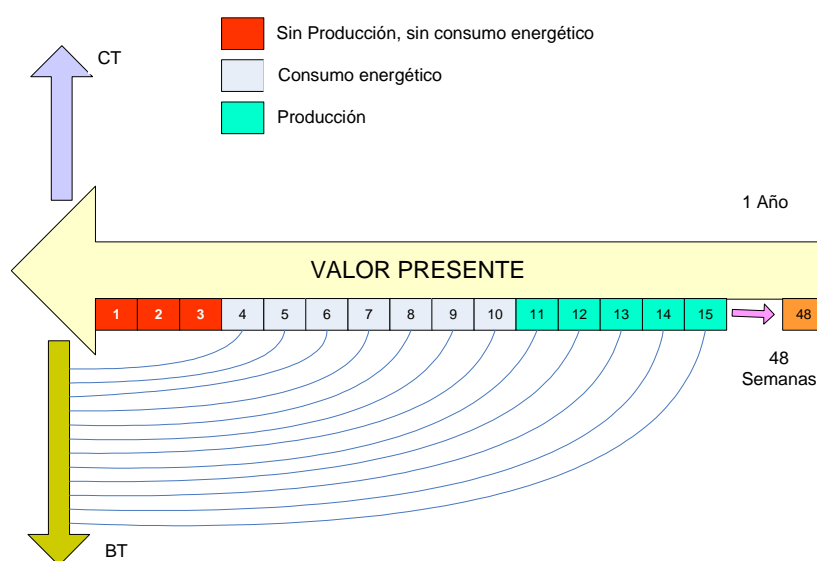 Sin Producción, sin consumo energético
CT
Consumo energético
Producción
1 Año
VALOR PRESENTE
1 2 3 4 5 6 7 8 9 10 11 12 13 14 15 48
48
Semanas
BT